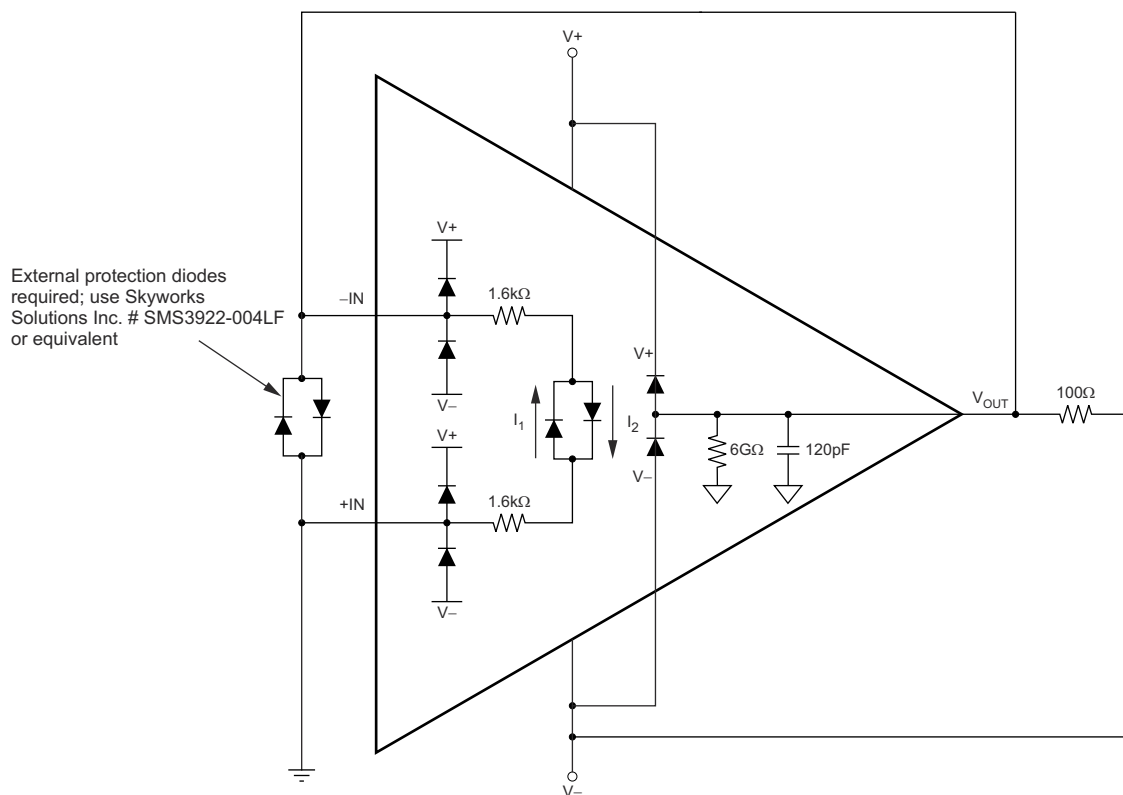 V+
External protection diodes
required; use Skyworks
Solutions Inc. # SMS3922-004LF
or equivalent
V+
–IN
1.6kΩ
V–
V+
I1
I2
V+
V–
6GΩ
120pF
VOUT
100Ω
+IN
1.6kΩ
V–
V–